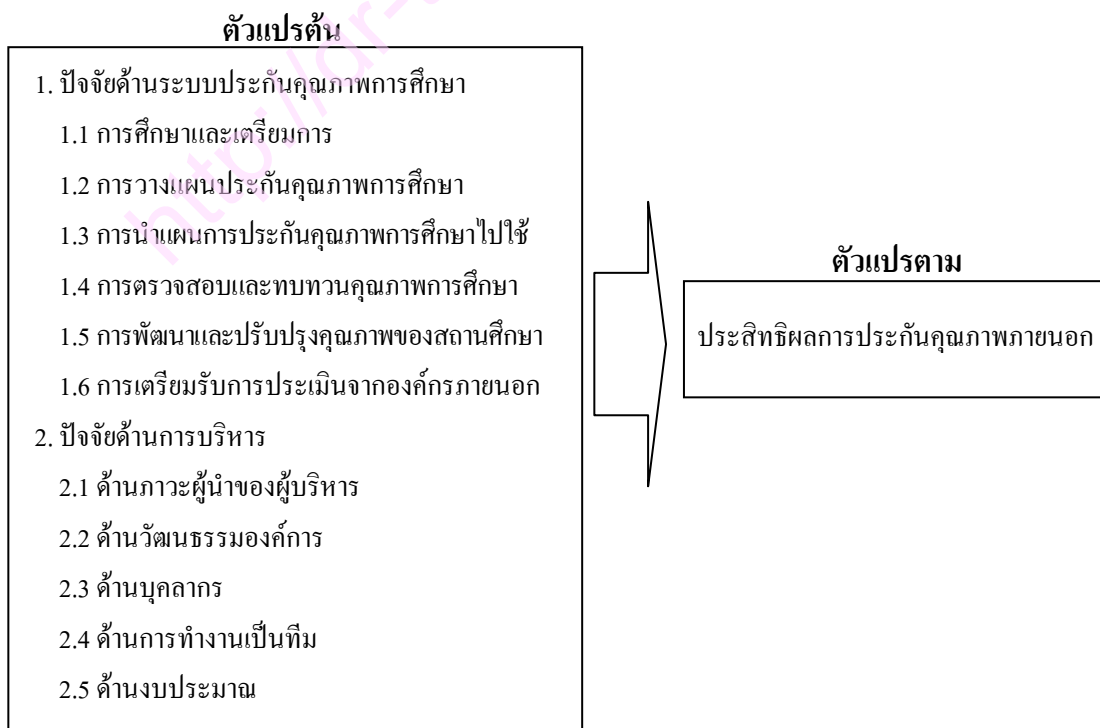 ตัวแปรต้น
1. ปัจจัยด้านระบบประกันคุณภาพการศึกษา
1.1 การศึกษาและเตรียมการ
1.2 การวางแผนประกันคุณภาพการศึกษา
1.3 การนำแผนการประกันคุณภาพการศึกษาไปใช้
1.4 การตรวจสอบและทบทวนคุณภาพการศึกษา
1.5 การพัฒนาและปรับปรุงคุณภาพของสถานศึกษา
1.6 การเตรียมรับการประเมินจากองค์กรภายนอก
2. ปัจจัยด้านการบริหาร
2.1 ด้านภาวะผู้นำของผู้บริหาร
2.2 ด้านวัฒนธรรมองค์การ
2.3 ด้านบุคลากร
2.4 ด้านการทำงานเป็นทีม
2.5 ด้านงบประมาณ
ตัวแปรตาม
ประสิทธิผลการประกันคุณภาพภายนอก
http://dr-